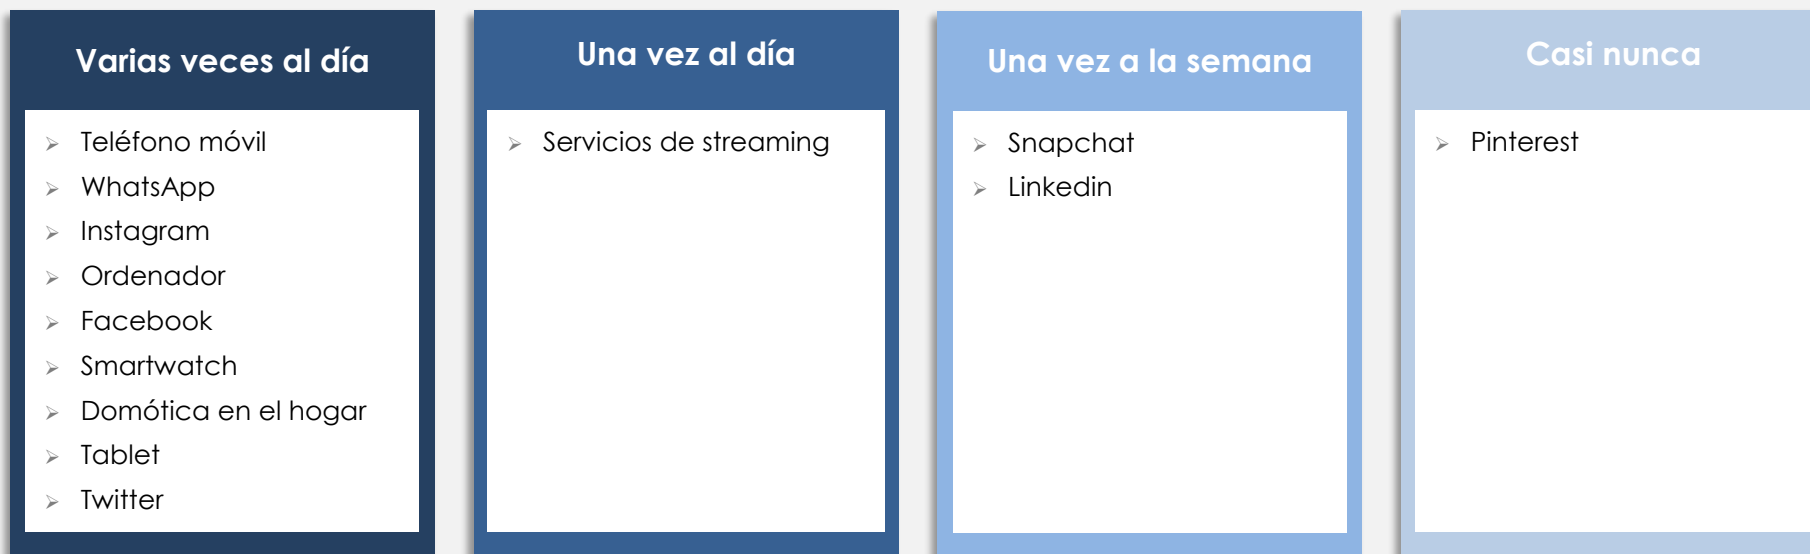 Varias veces al día
Teléfono móvil
WhatsApp
Instagram
Ordenador
Facebook
Smartwatch
Domótica en el hogar
Tablet
Twitter
Una vez al día
Servicios de streaming
Una vez a la semana
Snapchat
Linkedin
Casi nunca
Pinterest